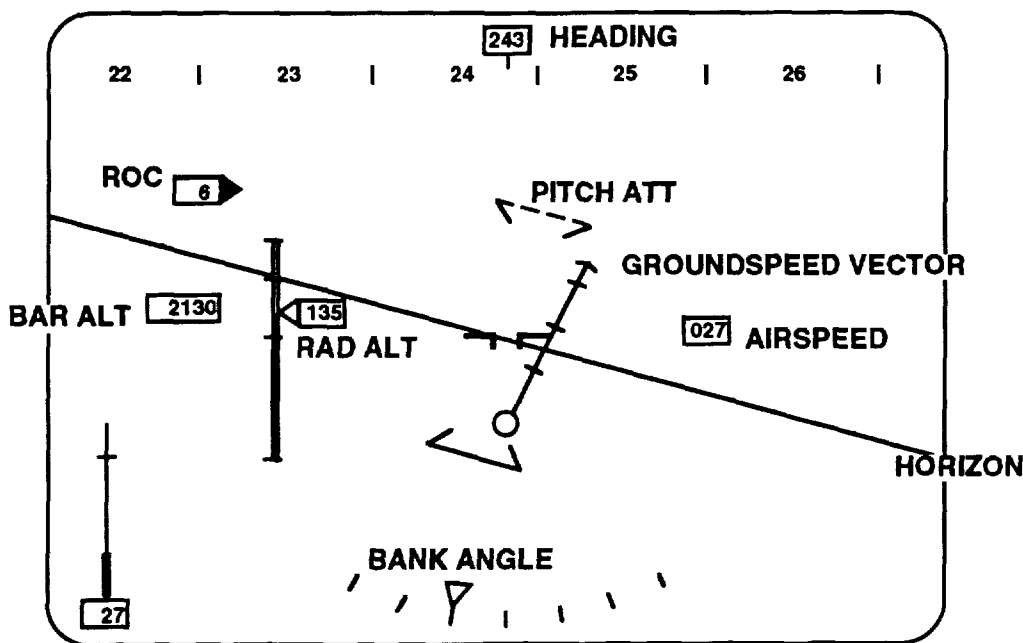 243 HEADING
22 | 23 | 24 | 25 | 26 |
ROC 6
PITCH ATT
GROUNDSPEED VECTOR
BAR ALT 2130
135
RAD ALT
027 AIRSPEED
HORIZON
BANK ANGLE
27